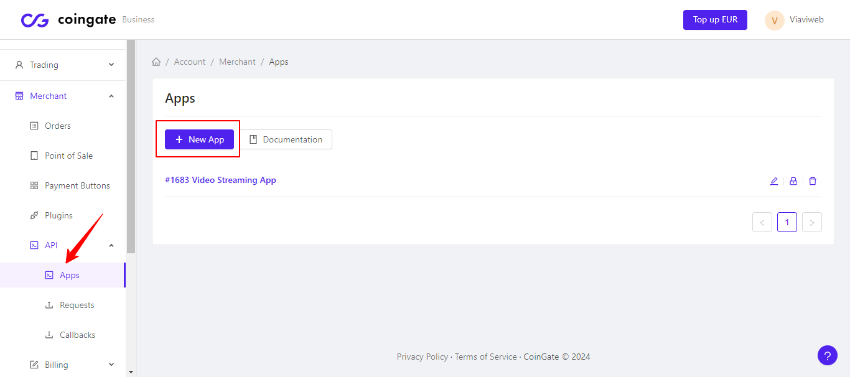 coingate Business
Top up EUR
V Viaviweb
Trading
Merchant
Orders
Point of Sale
Payment Buttons
Plugins
API
Apps
Requests
Callbacks
Billing
/ Account / Merchant / Apps
Apps
+ New App
Documentation
#1683 Video Streaming App
< 1 >
Privacy Policy · Terms of Service · CoinGate © 2024
?